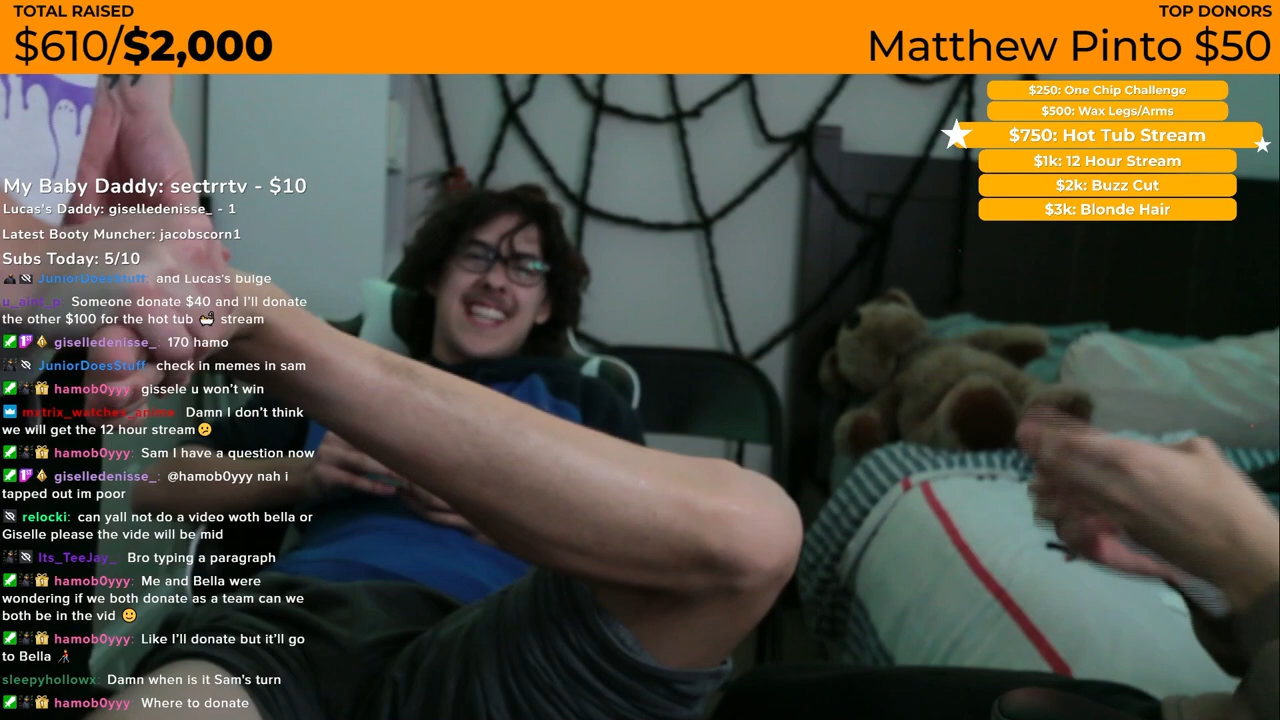 TOTAL RAISED
$610/$2,000
TOP DONORS
Matthew Pinto $50
$250: One Chip Challenge
$500: Wax Legs/Arms
$750: Hot Tub Stream
$1k: 12 Hour Stream
$2k: Buzz Cut
$3k: Blonde Hair
My Baby Daddy: sectrrtv - $10
Lucas's Daddy: giselledenisse_ - 1
Latest Booty Muncher: jacobscorn1
Subs Today: 5/10
JuniorDoesStuff: and Lucas's bulge
u_aint_p: Someone donate $40 and I'll donate
the other $100 for the hot tub 🛀 stream
giselledenisse_: 170 hamo
JuniorDoesStuff: check in memes in sam
hamob0yyy: gissele u won't win
mxtrix_watches_anime: Damn I don't think
we will get the 12 hour stream😕
hamob0yyy: Sam I have a question now
giselledenisse_: @hamob0yyy nah i
tapped out im poor
relocki: can yall not do a video woth bella or
Giselle please the vide will be mid
Its_TeeJay_: Bro typing a paragraph
hamob0yyy: Me and Bella were
wondering if we both donate as a team can we
both be in the vid 🙂
hamob0yyy: Like I'll donate but it'll go
to Bella
sleepyhollowx: Damn when is it Sam's turn
hamob0yyy: Where to donate